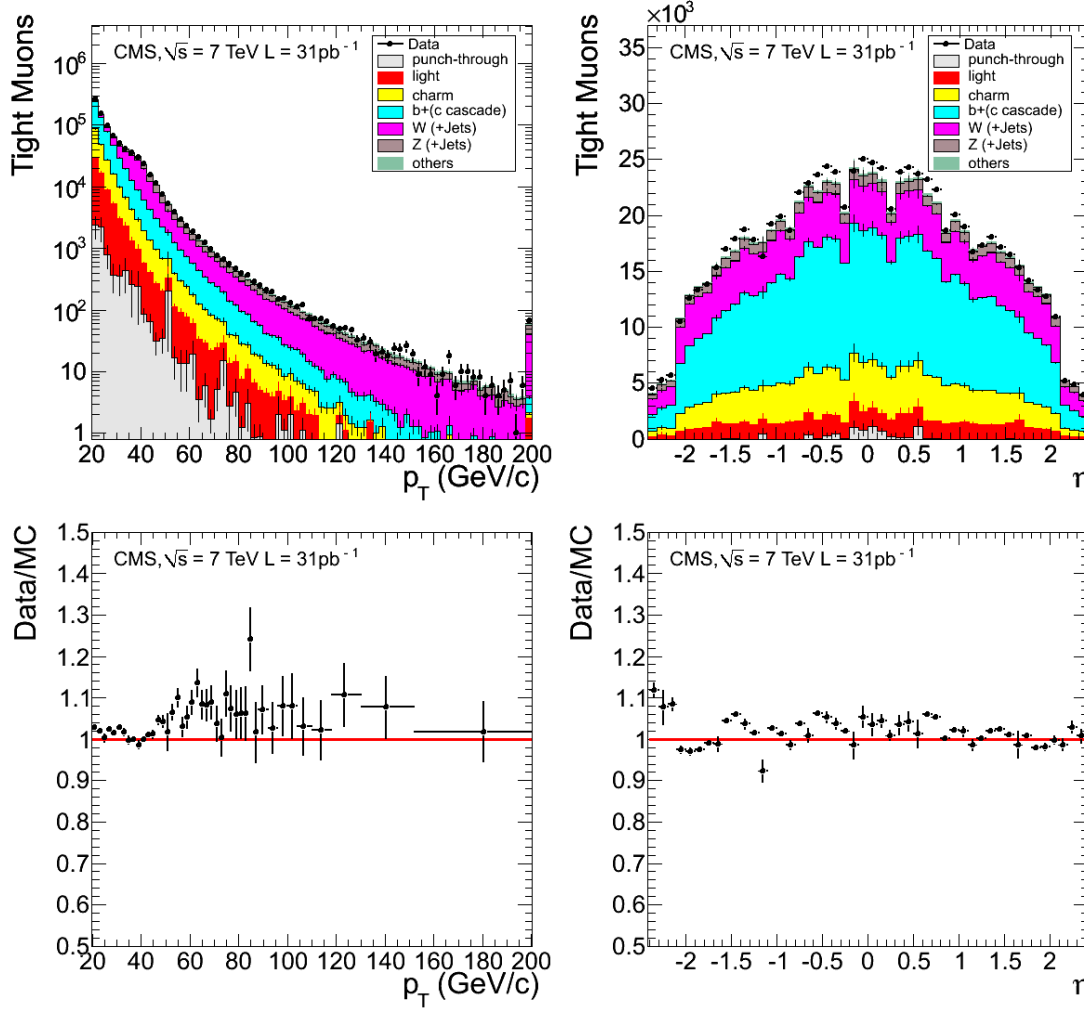 CMS, √s = 7 TeV L = 31pb⁻¹
Data
punch-through
light
charm
b+(c cascade)
W (+Jets)
Z (+Jets)
others
Tight Muons
10⁶
10⁵
10⁴
10³
10²
10
1
20 40 60 80 100 120 140 160 180 200
p_T (GeV/c)
×10³
CMS, √s = 7 TeV L = 31pb⁻¹
Data
punch-through
light
charm
b+(c cascade)
W (+Jets)
Z (+Jets)
others
Tight Muons
35
30
25
20
15
10
5
0
-2 -1.5 -1 -0.5 0 0.5 1 1.5 2
η
CMS, √s = 7 TeV L = 31pb⁻¹
Data/MC
1.5
1.4
1.3
1.2
1.1
1
0.9
0.8
0.7
0.6
0.5
20 40 60 80 100 120 140 160 180 200
p_T (GeV/c)
CMS, √s = 7 TeV L = 31pb⁻¹
Data/MC
1.5
1.4
1.3
1.2
1.1
1
0.9
0.8
0.7
0.6
0.5
-2 -1.5 -1 -0.5 0 0.5 1 1.5 2
η